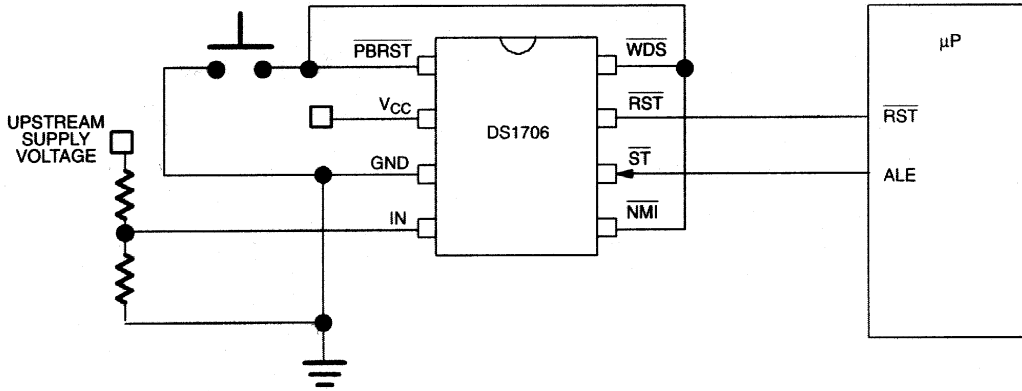 PBRST
WDS
μP
VCC
RST
RST
UPSTREAM
SUPPLY
VOLTAGE
DS1706
GND
ST
ALE
IN
NMI